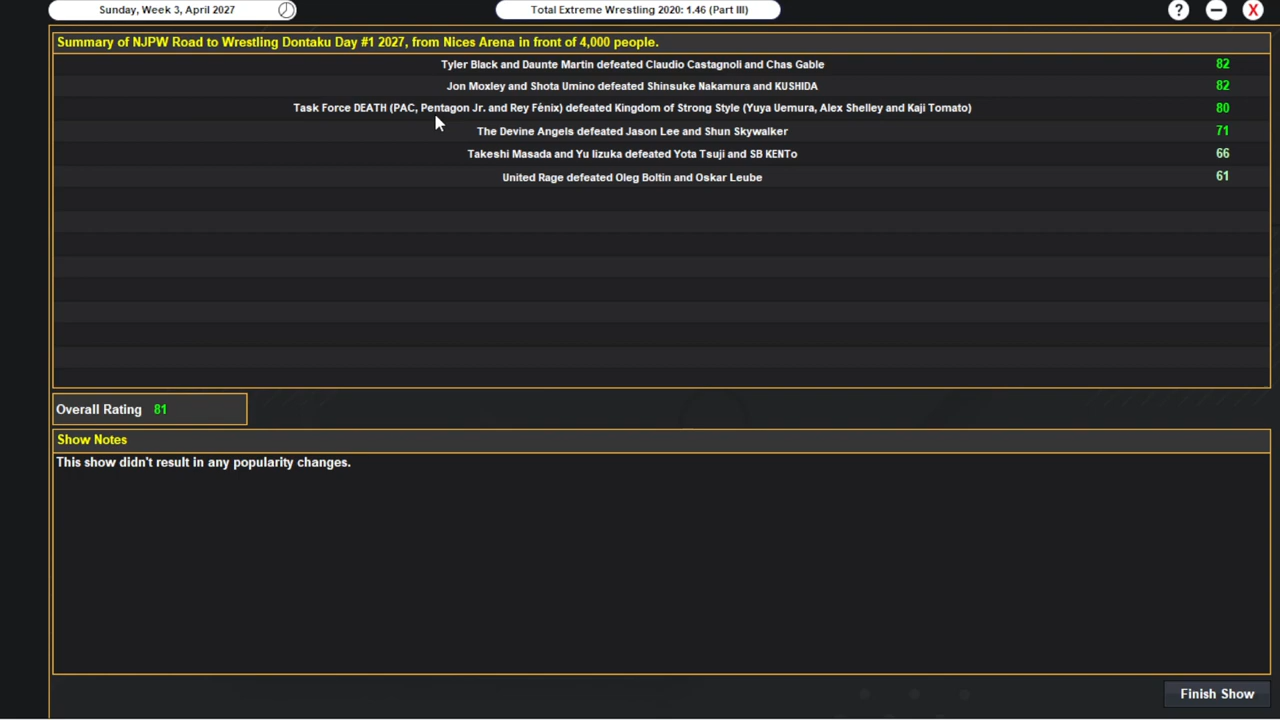 Sunday, Week 3, April 2027
Total Extreme Wrestling 2020: 1.46 (Part III)
?
X
Summary of NJPW Road to Wrestling Dontaku Day #1 2027, from Nices Arena in front of 4,000 people.
Tyler Black and Daunte Martin defeated Claudio Castagnoli and Chas Gable 82
Jon Moxley and Shota Umino defeated Shinsuke Nakamura and KUSHIDA 82
Task Force DEATH (PAC, Pentagon Jr. and Rey Fénix) defeated Kingdom of Strong Style (Yuya Uemura, Alex Shelley and Kaji Tomato) 80
The Devine Angels defeated Jason Lee and Shun Skywalker 71
Takeshi Masada and Yu Iizuka defeated Yota Tsuji and SB KENTo 66
United Rage defeated Oleg Boltin and Oskar Leube 61
Overall Rating 81
Show Notes
This show didn't result in any popularity changes.
Finish Show